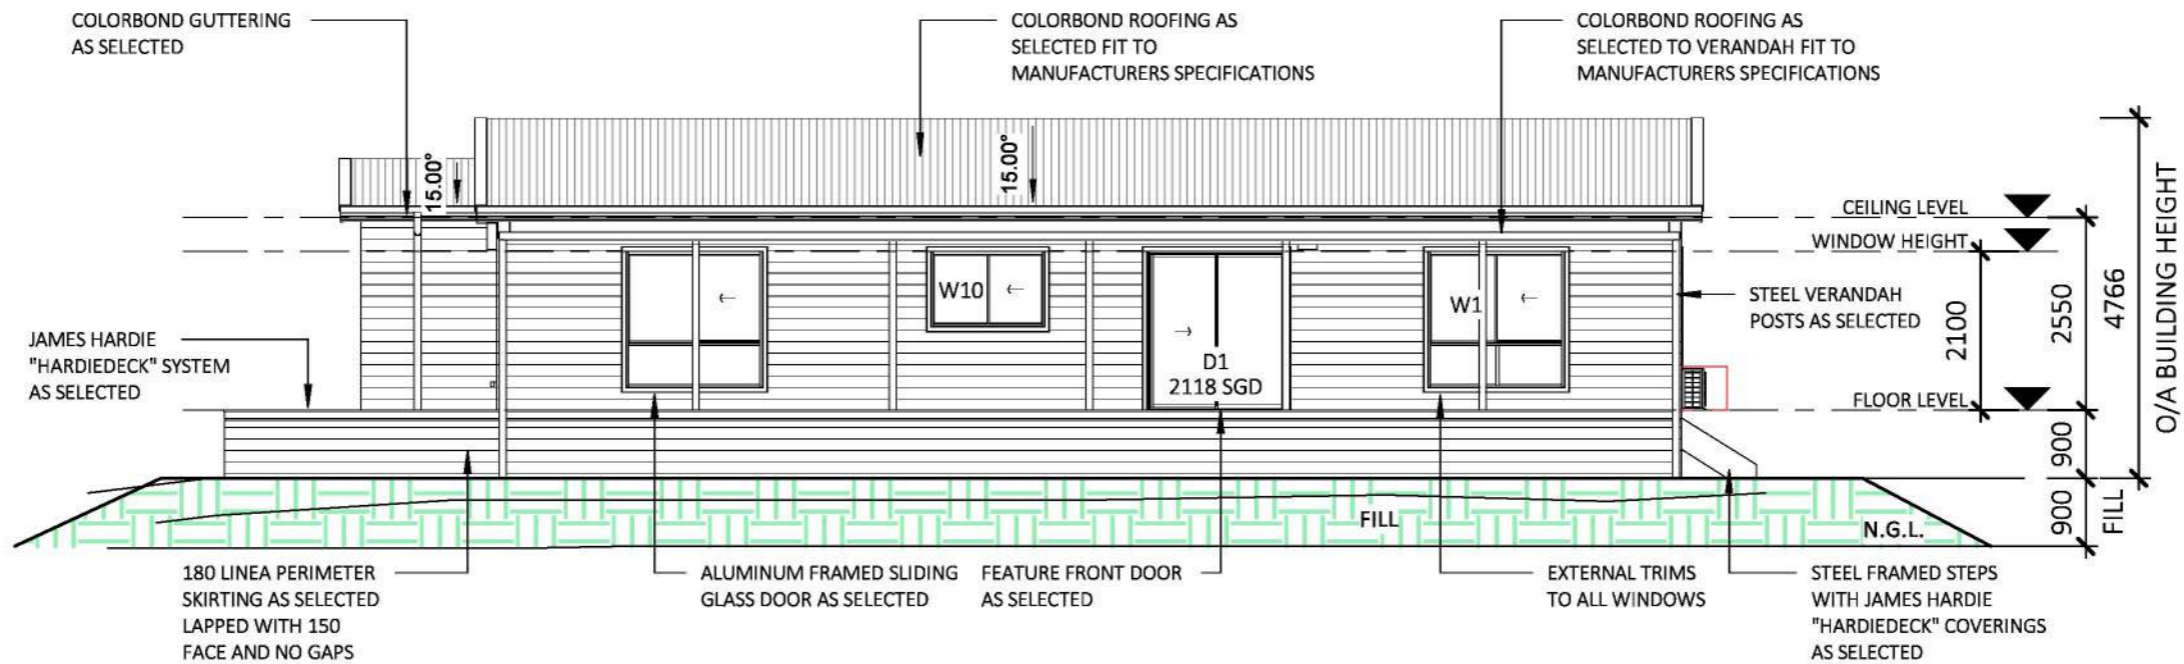 COLORBOND GUTTERING
AS SELECTED
COLORBOND ROOFING AS
SELECTED FIT TO
MANUFACTURERS SPECIFICATIONS
COLORBOND ROOFING AS
SELECTED TO VERANDAH FIT TO
MANUFACTURERS SPECIFICATIONS
15.00°
15.00°
CEILING LEVEL
WINDOW HEIGHT
W10
W1
D1
2118 SGD
STEEL VERANDAH
POSTS AS SELECTED
JAMES HARDIE
"HARDIEDECK" SYSTEM
AS SELECTED
FLOOR LEVEL
2100
2550
4766
O/A BUILDING HEIGHT
900
900
FILL
FILL
N.G.L.
180 LINEA PERIMETER
SKIRTING AS SELECTED
LAPPED WITH 150
FACE AND NO GAPS
ALUMINUM FRAMED SLIDING
GLASS DOOR AS SELECTED
FEATURE FRONT DOOR
AS SELECTED
EXTERNAL TRIMS
TO ALL WINDOWS
STEEL FRAMED STEPS
WITH JAMES HARDIE
"HARDIEDECK" COVERINGS
AS SELECTED